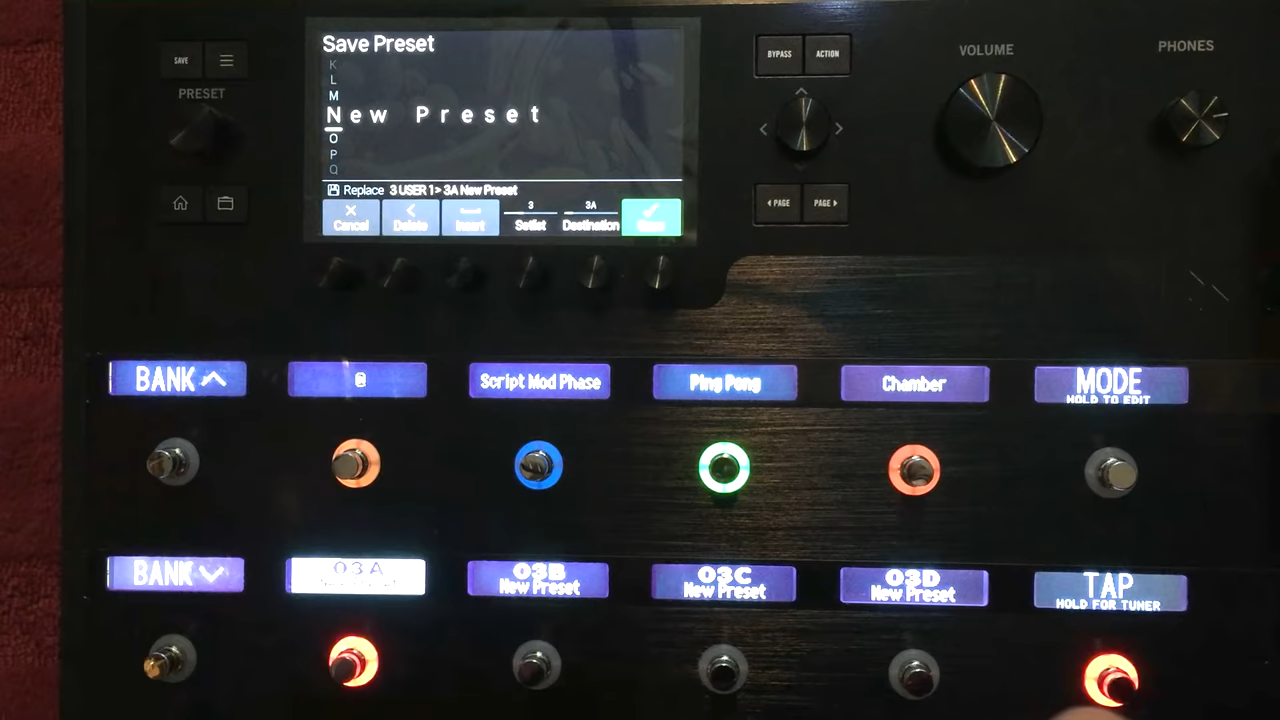 Save Preset
K
L
M
New Preset
O
P
Q
Replace 3 USER 1> 3A New Preset
Cancel
Delete
Insert
3
Setlist
3A
Destination
SAVE
PRESET
BYPASS
ACTION
PAGE
PAGE
VOLUME
PHONES
BANK
Script Mod Phase
Ping Pong
Chamber
MODE
HOLD TO EDIT
BANK
03A
03B
New Preset
03C
New Preset
03D
New Preset
TAP
HOLD FOR TUNER